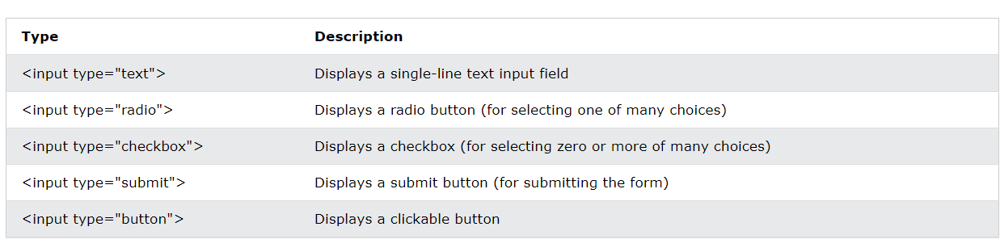 Type Description
<input type="text"> Displays a single-line text input field
<input type="radio"> Displays a radio button (for selecting one of many choices)
<input type="checkbox"> Displays a checkbox (for selecting zero or more of many choices)
<input type="submit"> Displays a submit button (for submitting the form)
<input type="button"> Displays a clickable button